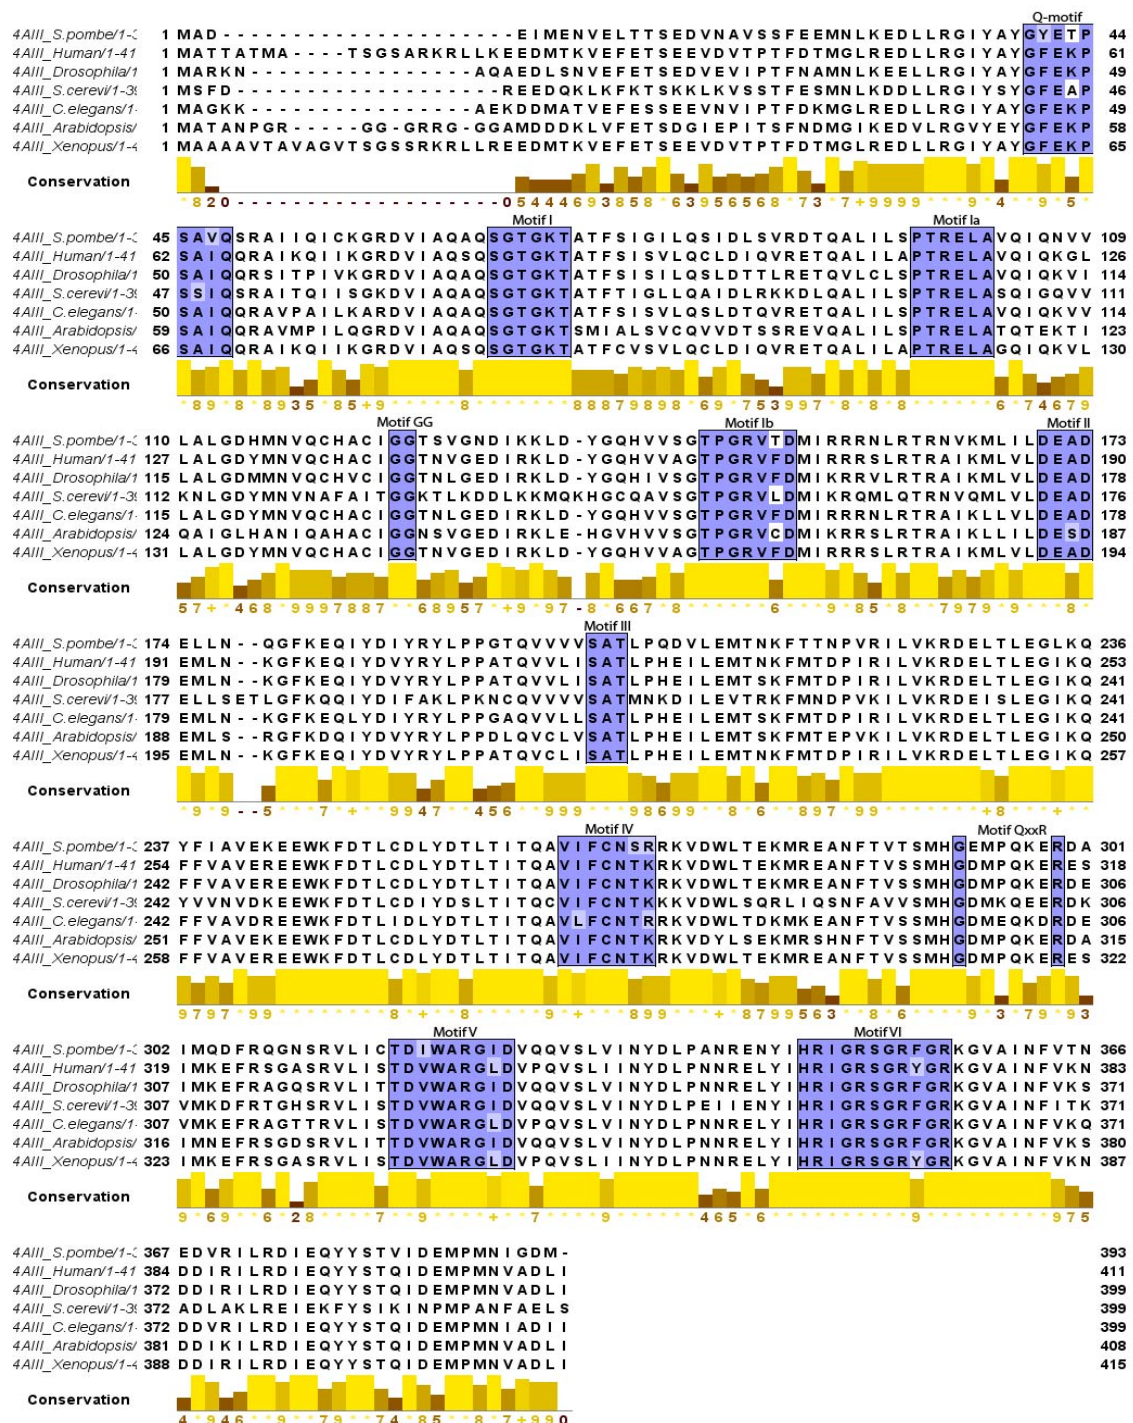 Q-motif
4AIII_S.pombe/1-3 1 MAD------------------EIMENVELTTSEDVNAVSSFEEMNLKEDLLRGIYAYGYETP 44
4AIII_Human/1-41 1 MATTATMA----TSGSARKRLLKEEDMTKVEFETSEEVDVTPTFDTMGLREDLLRGIYAYGFEKP 61
4AIII_Drosophila/1 1 MARKN----------------AQAEDLSNVEFETSEDVEVIPTFNAMNLKEELLRGIYAYGFEKP 49
4AIII_S.cerevi/1-39 1 MSFD--------------------REEDQKLKFKTSKKLKVSSTFESMNLKDDLLRGIYSYGFEAP 46
4AIII_C.elegans/1- 1 MAGKK----------------AEKDDMATVEFESSEEVNVIPTFDKMGLREDLLRGIYAYGFEKP 49
4AIII_Arabidopsis/ 1 MATANPGR-----GG-GRRG-GGAMDDDKLVFETSDGIEPITSFNDMGIKEDVLRGVYEYGFEKP 58
4AIII_Xenopus/1-4 1 MAAAAVTAVAGVTSGSRKRLLREEDMTKVEFETSEEVDVTPTFDTMGLREDLLRGIYAYGFEKP 65
Conservation
Motif I Motif Ia
4AIII_S.pombe/1-3 45 SAVQSRAIIQICKGRDVIAQAQSGTGKTATFSIGILQSIDLSVRDTQALILSPTRELAVQIQNVV 109
4AIII_Human/1-41 62 SAIQQRAIKQIIKGRDVIAQSQSGTGKTATFSISVLQCLDIQVRETQALILAPTRELAVQIQKGL 126
4AIII_Drosophila/1 50 SAIQQRSITPIVKGRDVIAQAQSGTGKTATFSISILQSLDTTLRETQVLCLSPTRELAVQIQKVI 114
4AIII_S.cerevi/1-39 47 SSIQSRAITQIISGKDVIAQAQSGTGKTATFTIGLLQAIDLRKKDLQALILSPTRELASQIGQVV 111
4AIII_C.elegans/1- 50 SAIQQRAVPAILKARDVIAQAQSGTGKTATFSISVLQSLDTQVRETQALILSPTRELAVQIQKVV 114
4AIII_Arabidopsis/ 59 SAIQQRAVMPILQGRDVIAQAQSGTGKTSMIALSVCQVVDTSSREVQALILSPTRELATQTEKTI 123
4AIII_Xenopus/1-4 66 SAIQQRAIKQIIKGRDVIAQSQSGTGKTATFCVSVLQCLDIQVRETQALILAPTRELAGQIQKVL 130
Conservation
Motif GG Motif Ib Motif II
4AIII_S.pombe/1-3 110 LALGDHMNVQCHACIGGTSVGNDIKKLD-YGQHVVSGTPGRVTDMIRRRNLRTRNVKMLILDEAD 173
4AIII_Human/1-41 127 LALGDYMNVQCHACIGGTNVGEDIRKLD-YGQHVVAGTPGRVFDMIRRRSLRTRAIKMLVLDEAD 190
4AIII_Drosophila/1 115 LALGDMMNVQCHVCIGGTNLGEDIRKLD-YGQHIVSGTPGRVFDMIKRRVLRTRAIKMLVLDEAD 178
4AIII_S.cerevi/1-39 112 KNLGDYMNVNAFAITGGKTLKDDLKKMQKHGCQAVSGTPGRVLDMIKRQMLQTRNVQMLVLDEAD 176
4AIII_C.elegans/1- 115 LALGDYMNVQCHACIGGTNLGEDIRKLD-YGQHVVSGTPGRVFDMIRRRNLRTRAIKLLVLDEAD 178
4AIII_Arabidopsis/ 124 QAIGLHANIQAHACIGGNSVGEDIRKLE-HGVHVVSGTPGRVCDMIKRRSLRTRAIKLLILDESD 187
4AIII_Xenopus/1-4 131 LALGDYMNVQCHACIGGTNVGEDIRKLD-YGQHVVAGTPGRVFDMIRRRSLRTRAIKMLVLDEAD 194
Conservation
Motif III
4AIII_S.pombe/1-3 174 ELLN--QGFKEQIYDIYRYLPPGTQVVVVSATLPQDVLEMTNKFTTNPVRILVKRDELTLEGLKQ 236
4AIII_Human/1-41 191 EMLN--KGFKEQIYDVYRYLPPATQVVLISATLPHEILEMTNKFMTDPIRILVKRDELTLEGIKQ 253
4AIII_Drosophila/1 179 EMLN--KGFKEQIYDVYRYLPPATQVVLISATLPHEILEMTSKFMTDPIRILVKRDELTLEGIKQ 241
4AIII_S.cerevi/1-39 177 ELLSETLGFKQQIYDIFAKLPKNCQVVVVSATMNKDILEVTRKFMNDPVKILVKRDEISLEGIKQ
4AIII_C.elegans/1- 179 EMLN--KGFKEQLYDIYRYLPPGAQVVLLSATLPHEILEMTSKFMTDPIRILVKRDELTLEGIKQ 241
4AIII_Arabidopsis/ 188 EMLS--RGFKDQIYDVYRYLPPDLQVCLVSATLPHEILEMTSKFMTEPVKILVKRDELTLEGIKQ 250
4AIII_Xenopus/1-4 195 EMLN--KGFKEQIYDVYRYLPPATQVCLISATLPHEILEMTNKFMTDPIRILVKRDELTLEGIKQ 257
Conservation
Motif IV Motif QxxR
4AIII_S.pombe/1-3 237 YFIAVEKEEWKFDTLCDLYDTLTITQAVIFCNSRRKVDWLTEKMREANFTVTSMHGEMPQKERDA 301
4AIII_Human/1-41 254 FFVAVEREEWKFDTLCDLYDTLTITQAVIFCNTKRKVDWLTEKMREANFTVSSMHGDMPQKERES 318
4AIII_Drosophila/1 242 FFVAVEREEWKFDTLCDLYDTLTITQAVIFCNTKRKVDWLTEKMREANFTVSSMHGDMPQKERDE 306
4AIII_S.cerevi/1-39 242 YVVNVDKEEWKFDTLCDIYDSLTITQCVIFCNTKKKVDWLSQRLIQSNFAVVSMHGDMKQEERDK 306
4AIII_C.elegans/1- 242 FFVAVDREEWKFDTLIDLYDTLTITQAVLFCNTRRKVDWLTDKMKEANFTVSSMHGDMEQKDRDE 306
4AIII_Arabidopsis/ 251 FFVAVEKEEWKFDTLCDLYDTLTITQAVIFCNTKRKVDYLSEKMRSHNFTVSSMHGDMPQKERDA 315
4AIII_Xenopus/1-4 258 FFVAVEREEWKFDTLCDLYDTLTITQAVIFCNTKRKVDWLTEKMREANFTVSSMHGDMPQKERES 322
Conservation
Motif V Motif VI
4AIII_S.pombe/1-3 302 IMQDFRQGNSRVLICTDIWARGIDVQQVSLVINYDLPANRENYIHRIGRSGRFGRKGVAINFVTN 366
4AIII_Human/1-41 319 IMKEFRSGASRVLISTDVWARGLDVPQVSLIINYDLPNNRELYIHRIGRSGRYGRKGVAINFVKN 383
4AIII_Drosophila/1 307 IMKEFRAGQSRVLITTDVWARGIDVQQVSLVINYDLPNNRELYIHRIGRSGRFGRKGVAINFVKS 371
4AIII_S.cerevi/1-39 307 VMKDFRTGHSRVLISTDVWARGIDVQQVSLVINYDLPEIIENYIHRIGRSGRFGRKGVAINFITK 371
4AIII_C.elegans/1- 307 VMKEFRAGTTRVLISTDVWARGLDVPQVSLVINYDLPNNRELYIHRIGRSGRFGRKGVAINFVKQ 371
4AIII_Arabidopsis/ 316 IMNEFRSGDSRVLITTDVWARGIDVQQVSLVINYDLPNNRELYIHRIGRSGRFGRKGVAINFVKS 380
4AIII_Xenopus/1-4 323 IMKEFRSGASRVLISTDVWARGLDVPQVSLIINYDLPNNRELYIHRIGRSGRYGRKGVAINFVKN 387
Conservation
4AIII_S.pombe/1-3 367 EDVRILRDIEQYYSTVIDEMPMNIGDM- 393
4AIII_Human/1-41 384 DDIRILRDIEQYYSTQIDEMPMNVADLI 411
4AIII_Drosophila/1 372 DDIRILRDIEQYYSTQIDEMPMNVADLI 399
4AIII_S.cerevi/1-39 372 ADLAKLREIEKFYSIKINPMPANFAELS 399
4AIII_C.elegans/1- 372 DDVRILRDIEQYYSTQIDEMPMNIADII 399
4AIII_Arabidopsis/ 381 DDIKILRDIEQYYSTQIDEMPMNVADLI 408
4AIII_Xenopus/1-4 388 DDIRILRDIEQYYSTQIDEMPMNVADLI 415
Conservation